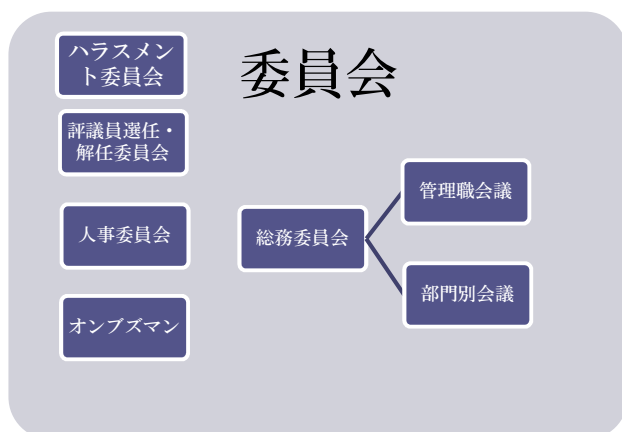 ハラスメン
ト委員会
委員会
評議員選任・
解任委員会
管理職会議
人事委員会
総務委員会
部門別会議
オンブズマン